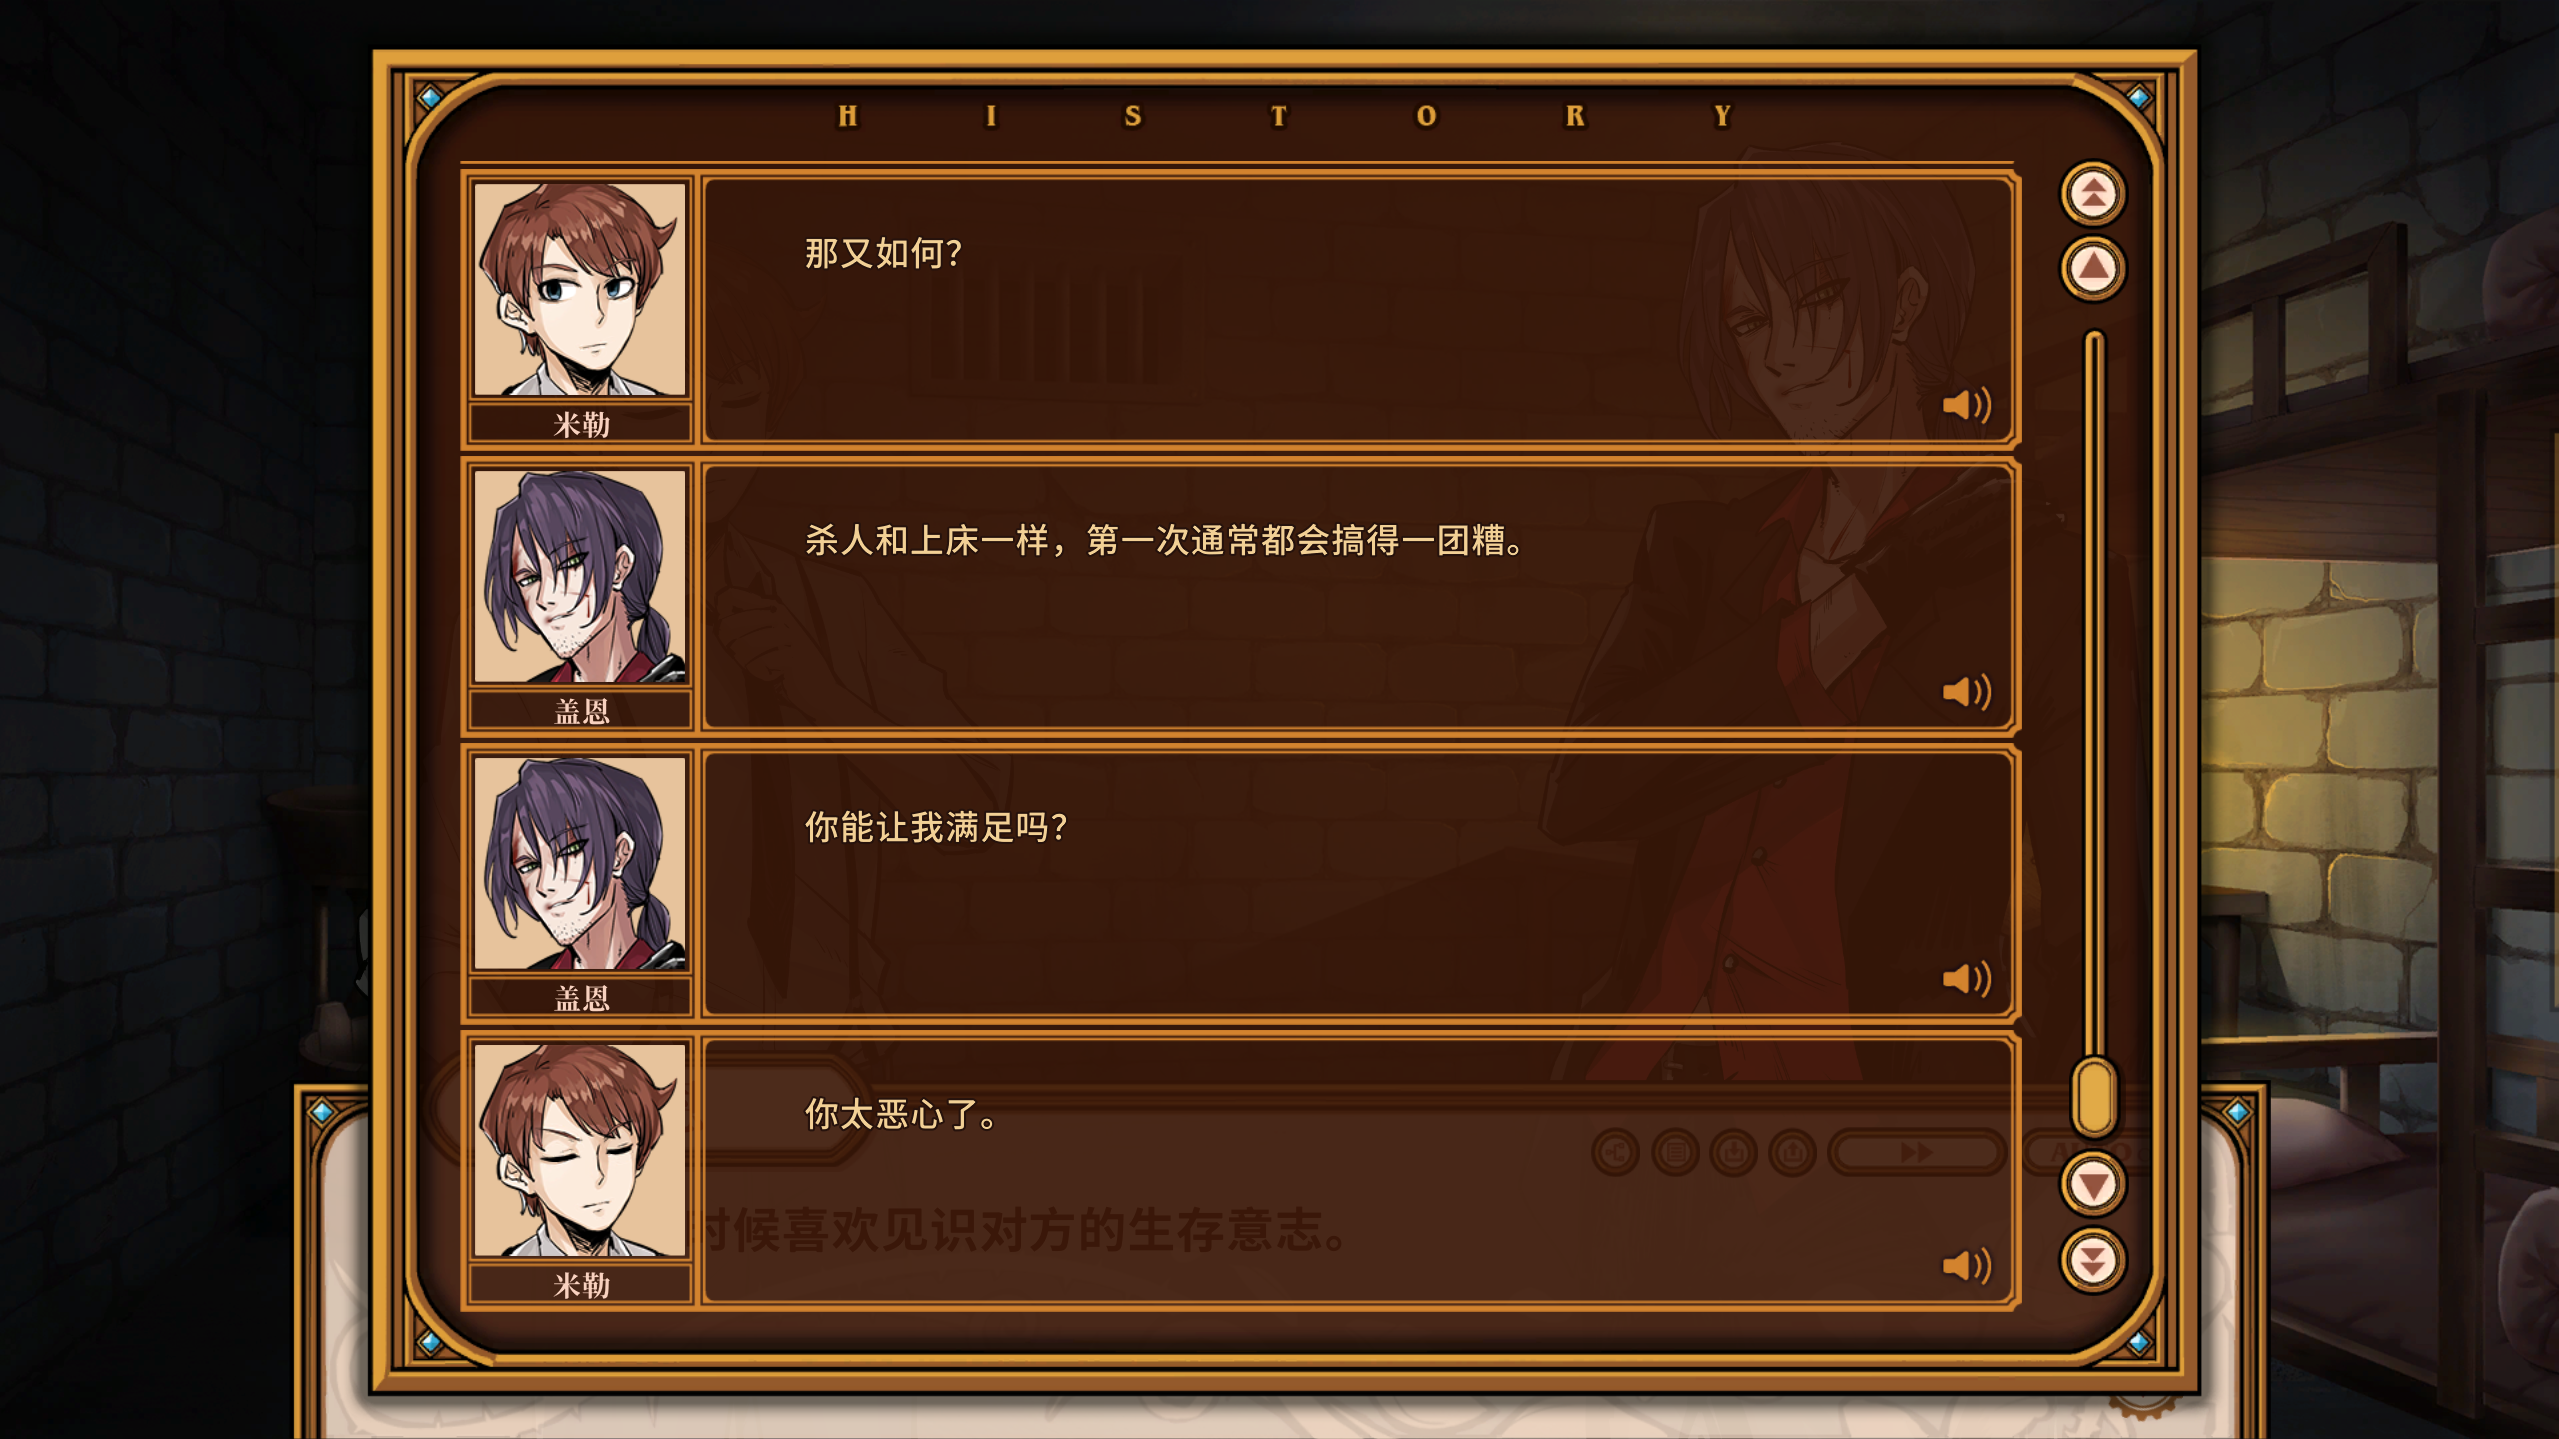 HISTORY
那又如何？
米勒
杀人和上床一样，第一次通常都会搞得一团糟。
盖恩
你能让我满足吗？
盖恩
你太恶心了。
时候喜欢见识对方的生存意志。
米勒